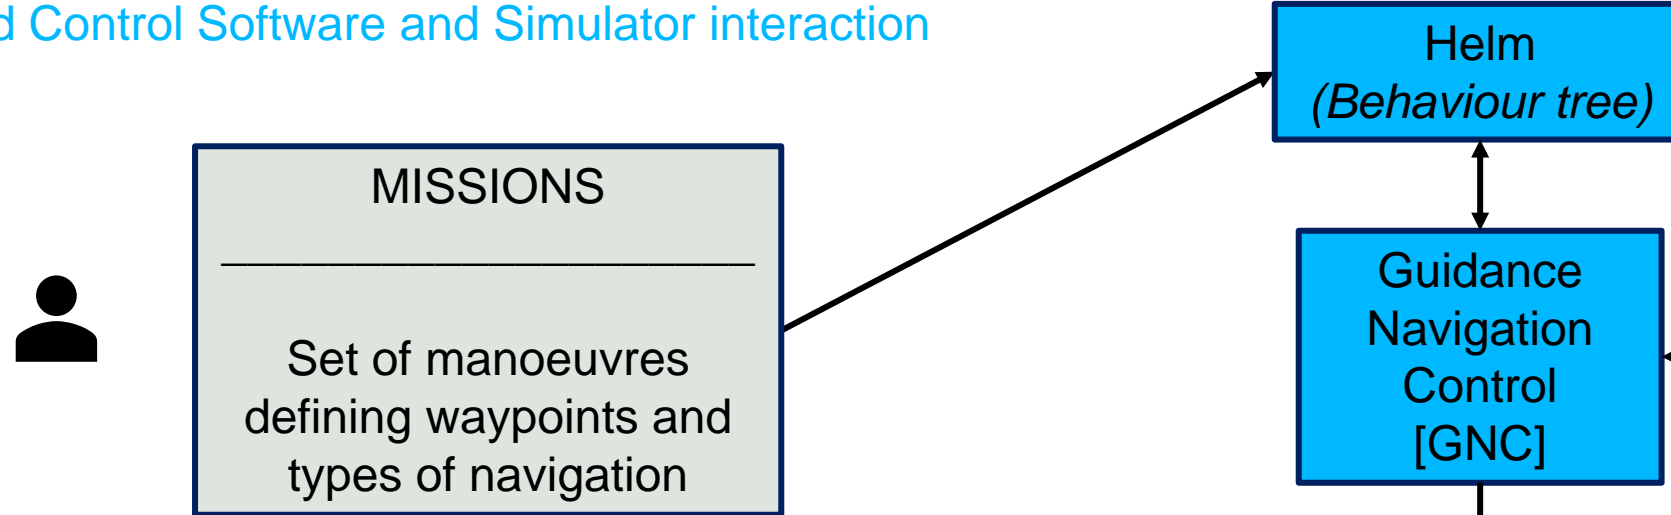 d Control Software and Simulator interaction
Helm
(Behaviour tree)
MISSIONS
Set of manoeuvres
defining waypoints and
types of navigation
Guidance
Navigation
Control
[GNC]